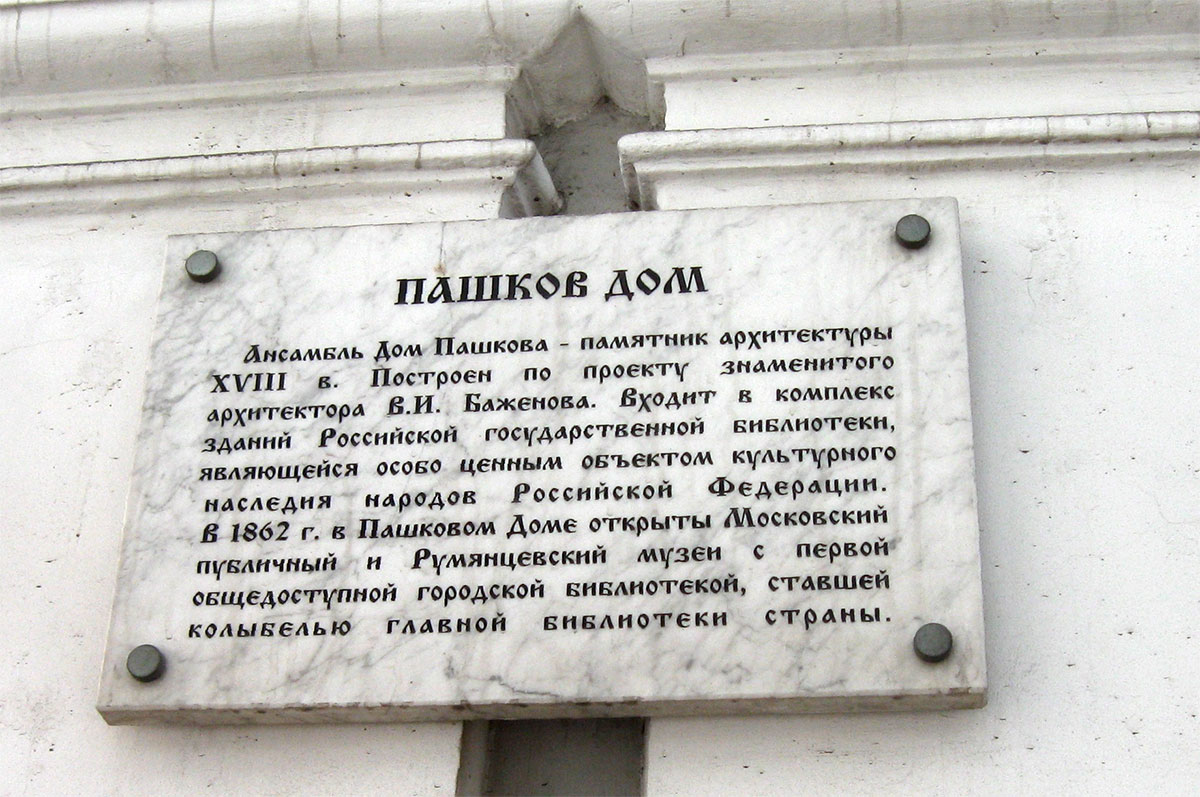 ПАШКОВ ДОМ
Ансамбль Дом Пашкова - памятник архитектуры
XVIII в. Построен по проекту знаменитого
архитектора В.И. Баженова. Входит в комплекс
зданий Российской государственной библиотеки,
являющейся особо ценным объектом культурного
наследия народов Российской Федерации.
В 1862 г. в Пашковом Доме открыты Московский
публичный и Румянцевский музеи с первой
общедоступной городской библиотекой, ставшей
колыбелью главной библиотеки страны.